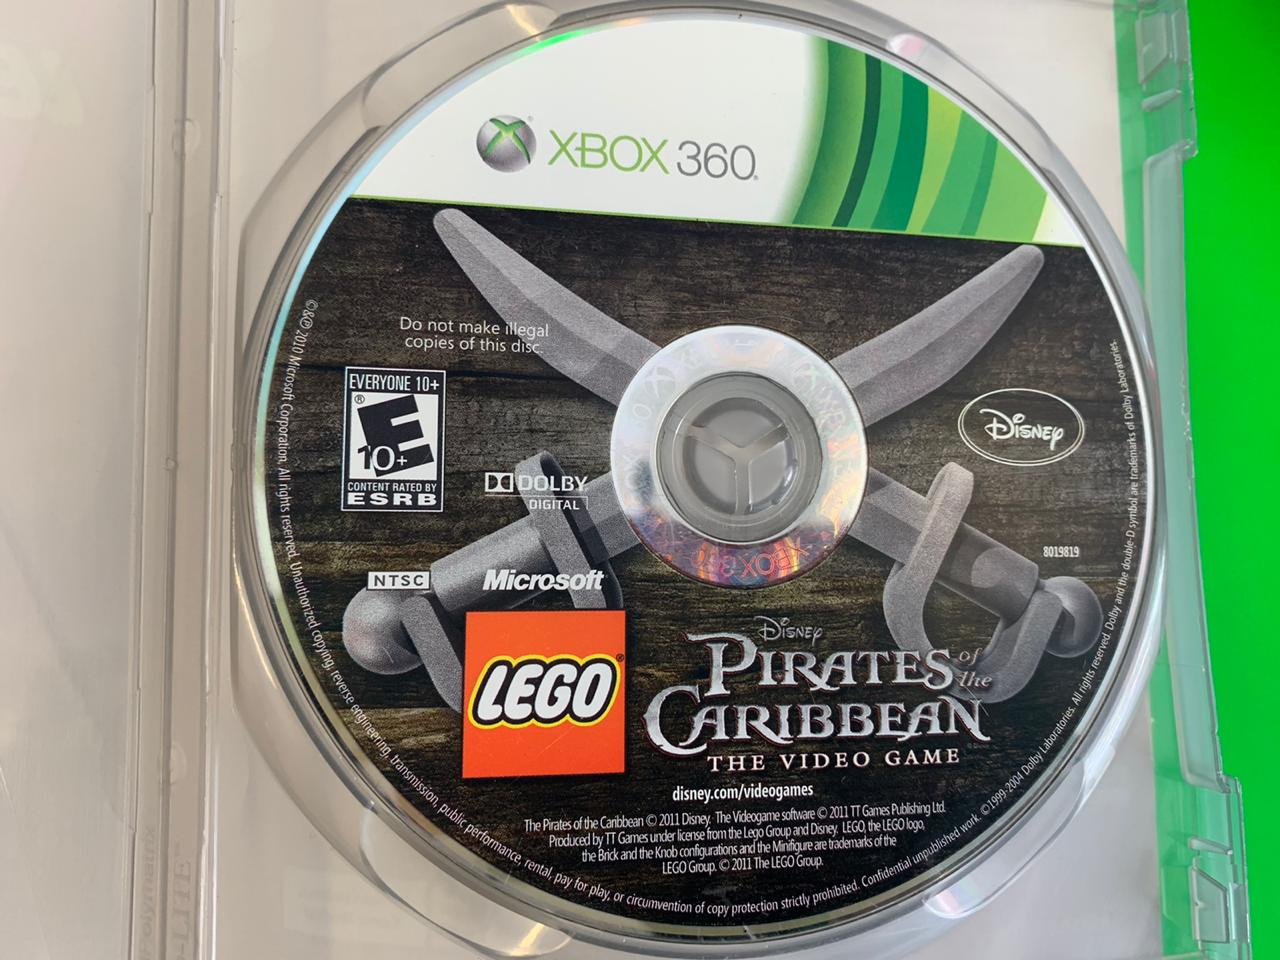 XBOX 360.
Do not make illegal
copies of this disc.
EVERYONE 10+
E
10+
®
CONTENT RATED BY
ESRB
DOLBY
DIGITAL
Disney
8019819
NTSC
Microsoft
XBOX 360
LEGO®
Disney
PIRATES of the
CARIBBEAN
THE VIDEO GAME
disney.com/videogames
The Pirates of the Caribbean © 2011 Disney. The Videogame software © 2011 TT Games Publishing Ltd.
Produced by TT Games under license from the Lego Group and Disney. LEGO, the LEGO logo,
the Brick and the Knob configurations and the Minifigure are trademarks of the
LEGO Group. © 2011 The LEGO Group.
©&℗ 2010 Microsoft Corporation. All rights reserved. Unauthorized copying, reverse engineering, transmission, public performance, rental, pay for play, or circumvention of copy protection strictly prohibited. Confidential unpublished work. ©1999-2004 Dolby Laboratories. All rights reserved. Dolby and the double-D symbol are trademarks of Dolby Laboratories.